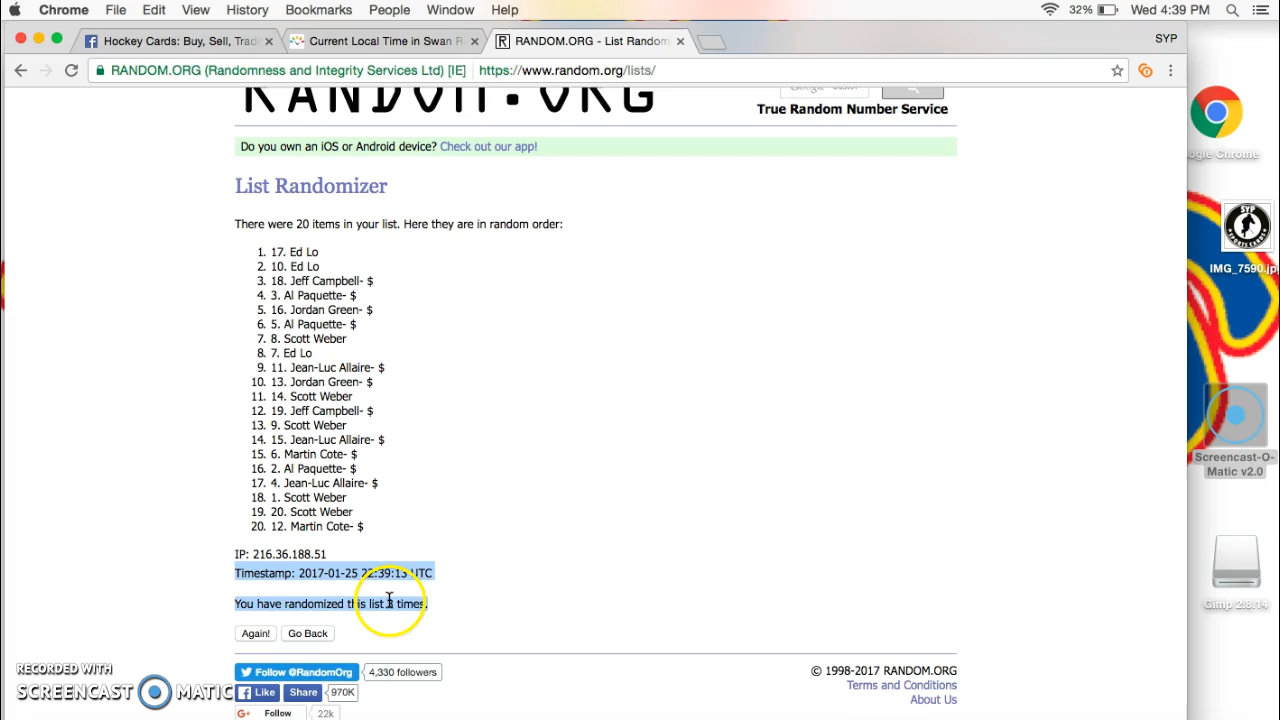 Chrome File Edit View History Bookmarks People Window Help 32% Wed 4:39 PM
Hockey Cards: Buy, Sell, Trad Current Local Time in Swan R RANDOM.ORG - List Random SYP
RANDOM.ORG (Randomness and Integrity Services Ltd) [IE] https://www.random.org/lists/
RANDOM.ORG
True Random Number Service
Do you own an iOS or Android device? Check out our app!
List Randomizer
There were 20 items in your list. Here they are in random order:
1. 17. Ed Lo
2. 10. Ed Lo
3. 18. Jeff Campbell- $
4. 3. Al Paquette- $
5. 16. Jordan Green- $
6. 5. Al Paquette- $
7. 8. Scott Weber
8. 7. Ed Lo
9. 11. Jean-Luc Allaire- $
10. 13. Jordan Green- $
11. 14. Scott Weber
12. 19. Jeff Campbell- $
13. 9. Scott Weber
14. 15. Jean-Luc Allaire- $
15. 6. Martin Cote- $
16. 2. Al Paquette- $
17. 4. Jean-Luc Allaire- $
18. 1. Scott Weber
19. 20. Scott Weber
20. 12. Martin Cote- $
IP: 216.36.188.51
Timestamp: 2017-01-25 22:39:13 UTC
You have randomized this list times.
Again! Go Back
Follow @RandomOrg 4,330 followers
Like Share 970K
G+ Follow 22k
© 1998-2017 RANDOM.ORG
Terms and Conditions
About Us
ogle Chrome
SYP
IMG_7590.jp
Screencast-O-
Matic v2.0
Gimp 2.8.14
RECORDED WITH
SCREENCAST MATIC